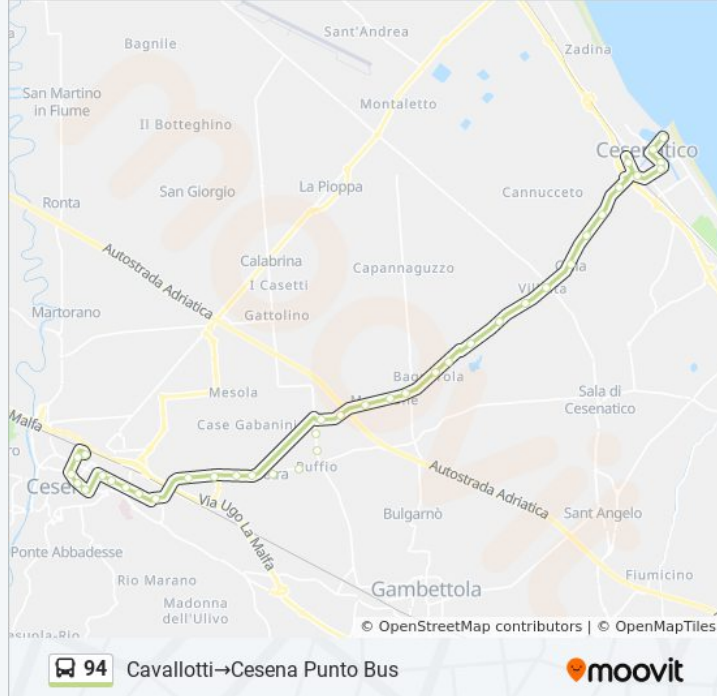 Sant'Andrea
Bagnile
Zadina
San Martino
in Fiume
Montaletto
Il Botteghino
Cesenatico
San Giorgio
La Pioppa
Cannucceto
Ronta
Autostrada Adriatica
Calabrina
Capannaguzzo
I Casetti
Gattolino
Martorano
Mesola
Sala di
Cesenatico
Malfa
Case Gabanini
Ruffio
Autostrada Adriatica
Via Ugo La Malfa
Bulgarnò
Sant Angelo
Ponte Abbadesse
Rio Marano
Gambettola
Fiumicino
Madonna
dell'Ulivo
© OpenStreetMap contributors | © OpenMapTiles
94 Cavallotti→Cesena Punto Bus
moovit